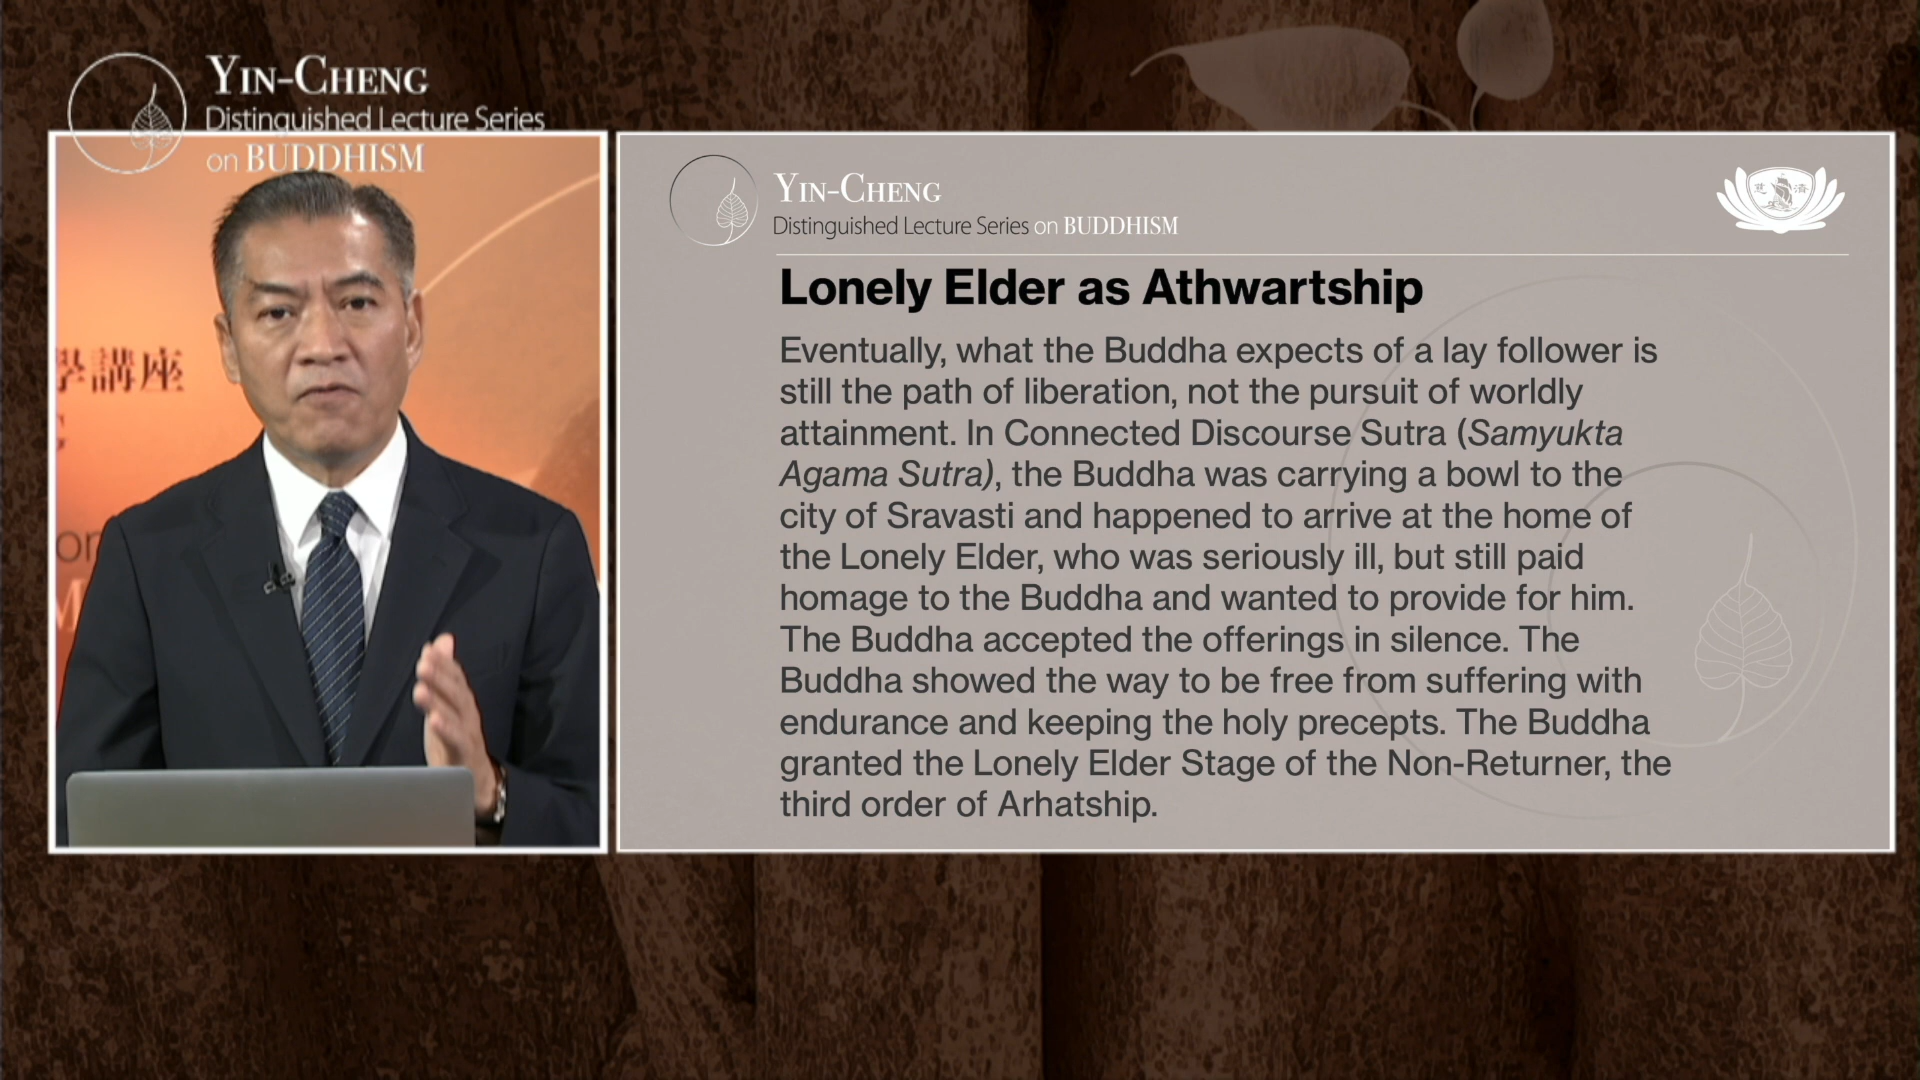 YIN-CHENG
Distinguished Lecture Series
on BUDDHISM
學講座
YIN-CHENG
Distinguished Lecture Series on BUDDHISM
慈 濟
Lonely Elder as Athwartship
Eventually, what the Buddha expects of a lay follower is
still the path of liberation, not the pursuit of worldly
attainment. In Connected Discourse Sutra (Samyukta
Agama Sutra), the Buddha was carrying a bowl to the
city of Sravasti and happened to arrive at the home of
the Lonely Elder, who was seriously ill, but still paid
homage to the Buddha and wanted to provide for him.
The Buddha accepted the offerings in silence. The
Buddha showed the way to be free from suffering with
endurance and keeping the holy precepts. The Buddha
granted the Lonely Elder Stage of the Non-Returner, the
third order of Arhatship.